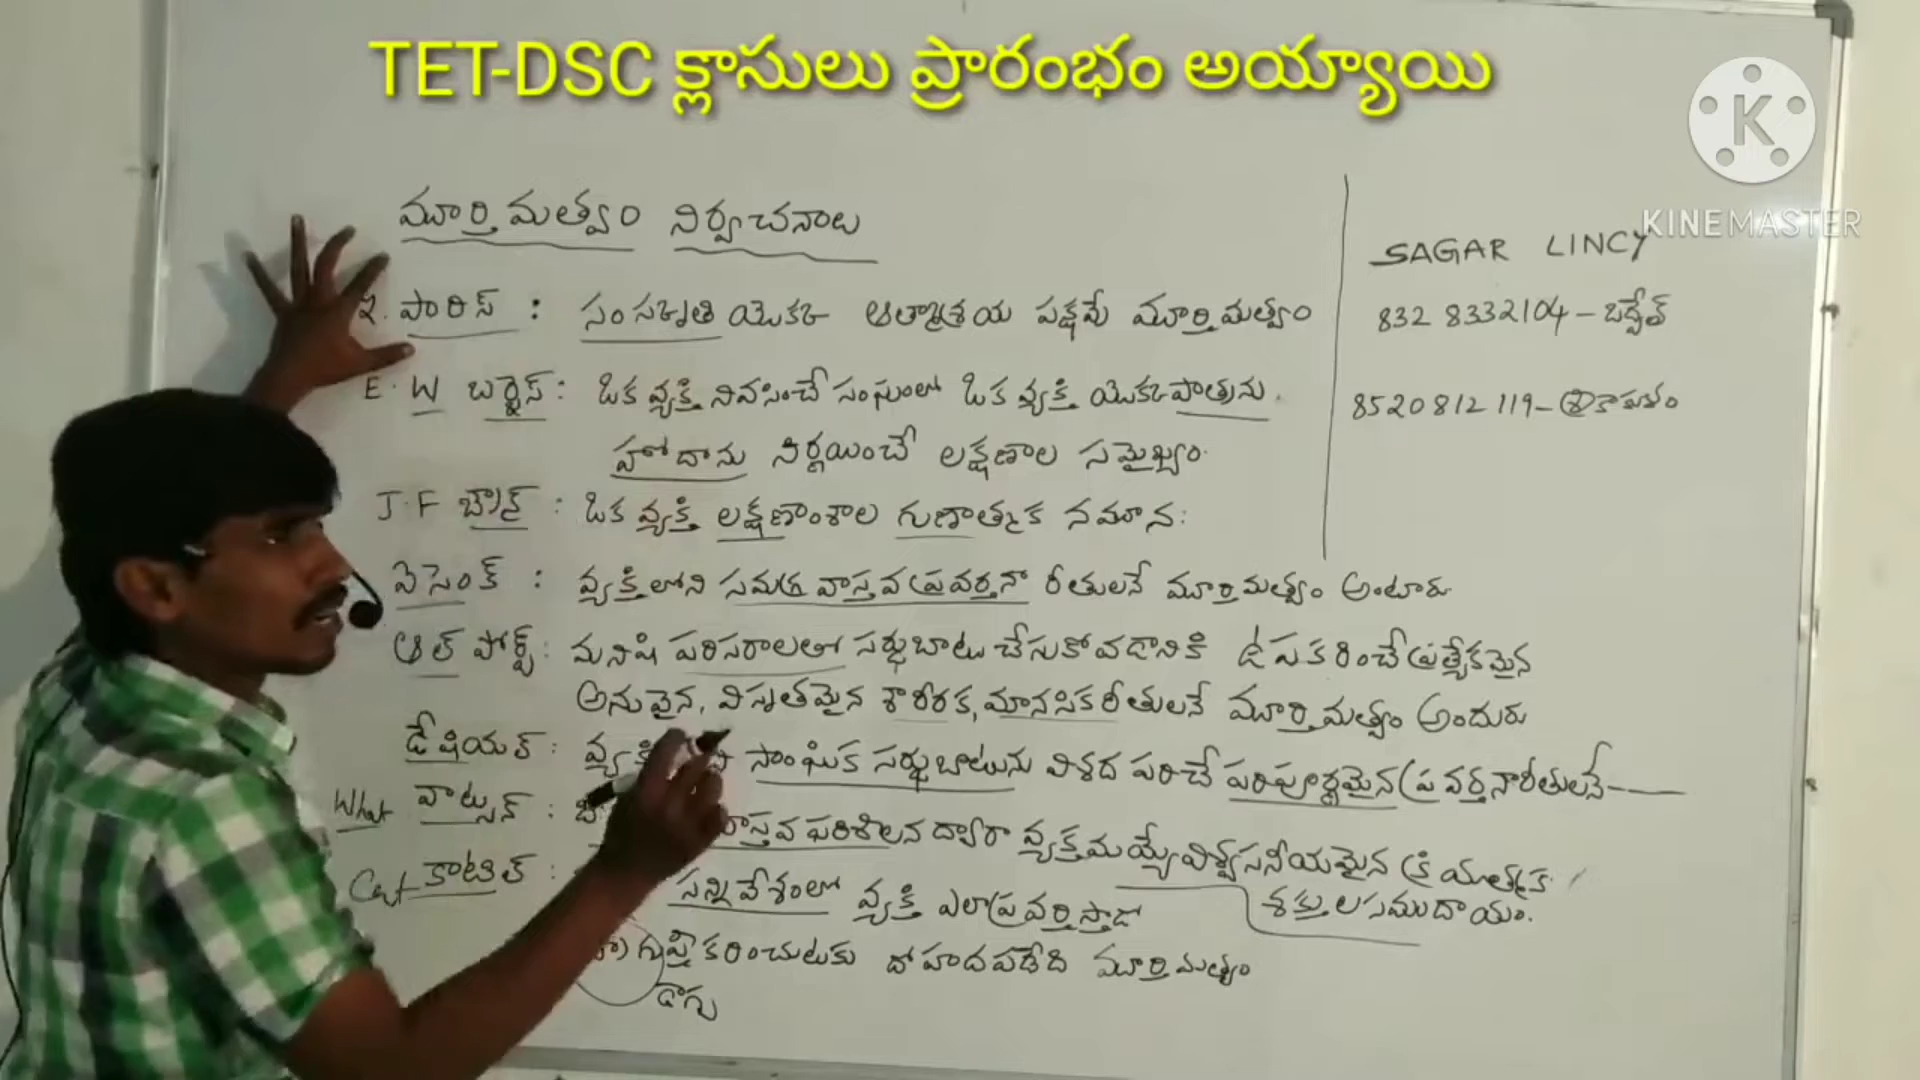 TET-DSC క్లాసులు ప్రారంభం అయ్యాయి
K
KINEMASTER
మూర్తిమత్వం నిర్వచనాలు
SAGAR LINCY
832 8332104 -
8520812119 -
పారిస్ : సంస్కృతి యొక్క ఆత్మాశ్రయ పక్షమే మూర్తిమత్వం
E. W బర్జెస్ : ఒక వ్యక్తి నివసించే సంఘంలో ఒక వ్యక్తి యొక్క పాత్రను
హోదాను నిర్ణయించే లక్షణాల సమైఖ్యం.
J.F బ్రౌన్ : ఒక వ్యక్తి లక్షణాంశాల గుణాత్మక నమూన.
ఐసెంక్ : వ్యక్తిలోని సమగ్ర వాస్తవ ప్రవర్తనా రీతులనే మూర్తిమత్వం అంటారు
ఆల్ పోర్ట్ : మనిషి పరిసరాలతో సర్దుబాటు చేసుకోవడానికి ఉపకరించే ప్రత్యేకమైన
అనువైన, విస్తృతమైన శారీరక, మానసిక రీతులనే మూర్తిమత్వం అందురు
డేషియల్ : సాంఘిక సర్దుబాటును విశద పరిచే పరిపూర్ణమైన ప్రవర్తనారీతులనే
What వాట్సన్ : వాస్తవ పరిశీలన ద్వారా వ్యక్తమయ్యే విశ్వసనీయమైన క్రియాత్మక
శక్తుల సముదాయం.
Cat కాటిల్ : సన్నివేశంలో వ్యక్తి ఎలా ప్రవర్తిస్తాడో
గుప్తీకరించుటకు దోహదపడేది మూర్తిమత్వం